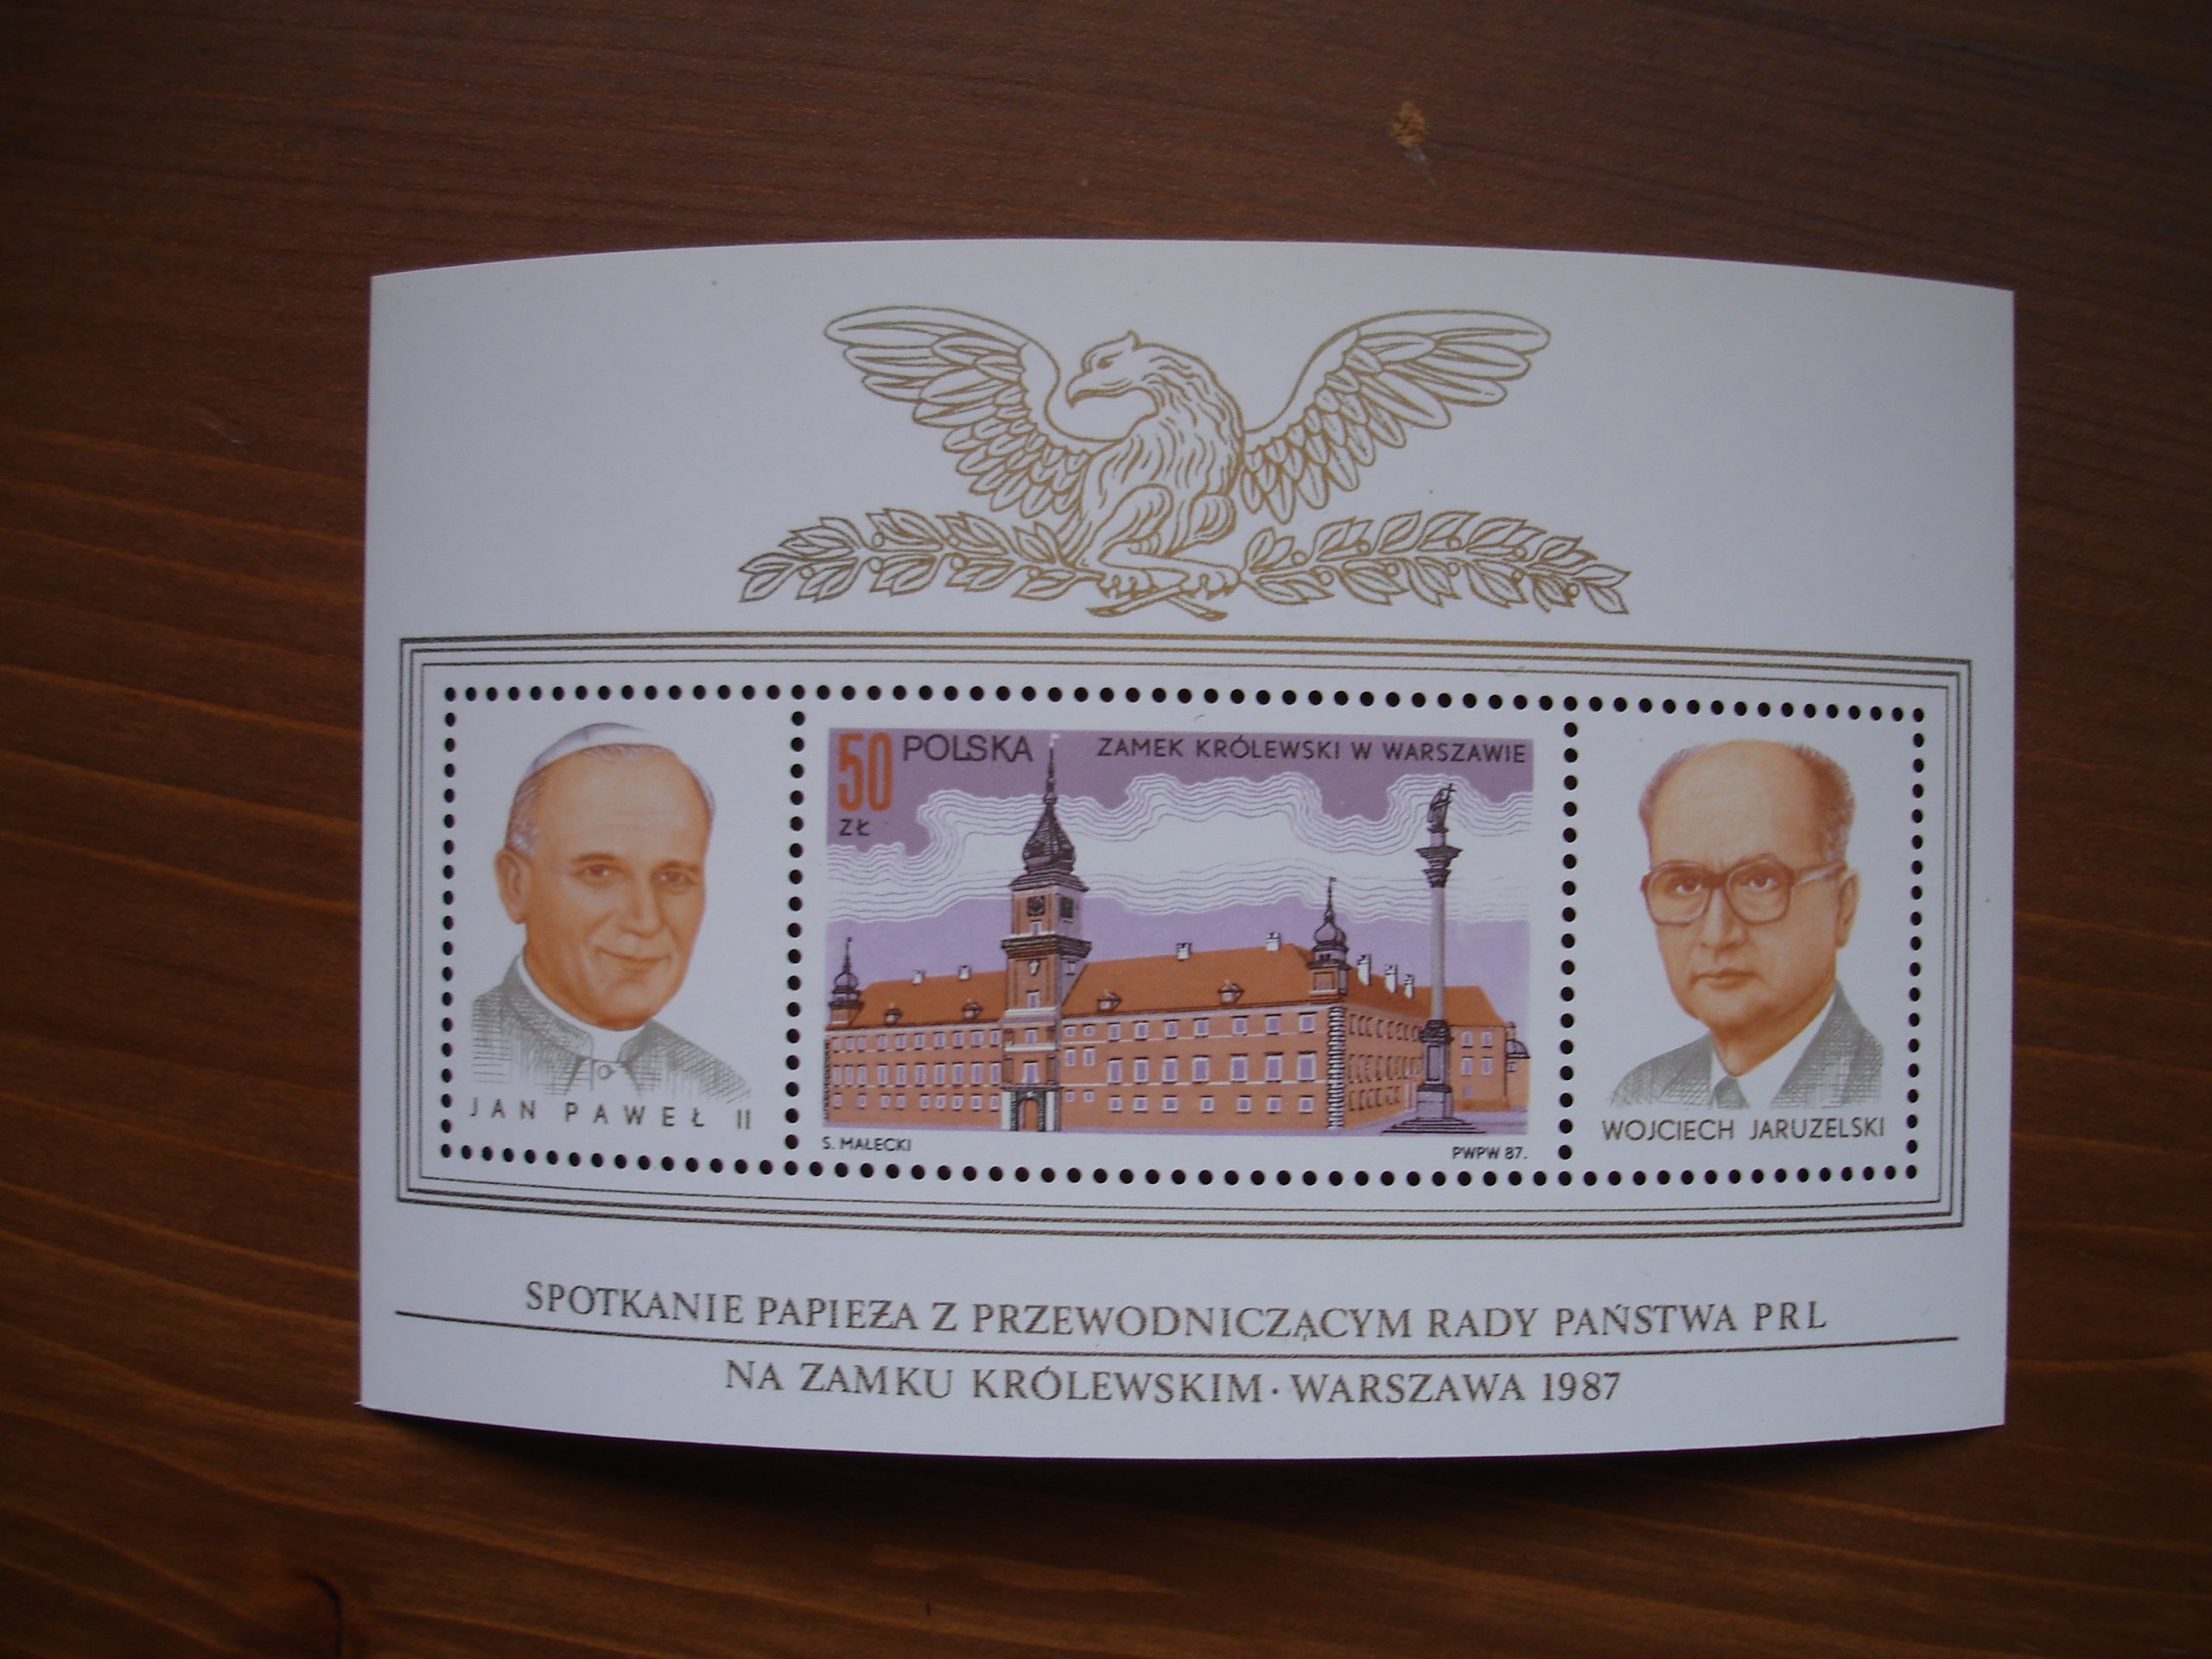 50 POLSKA ZAMEK KRÓLEWSKI W WARSZAWIE
ZŁ
JAN PAWEŁ II
S. MAŁECKI
PWPW 87.
WOJCIECH JARUZELSKI
SPOTKANIE PAPIEŻA Z PRZEWODNICZĄCYM RADY PAŃSTWA PRL
NA ZAMKU KRÓLEWSKIM · WARSZAWA 1987